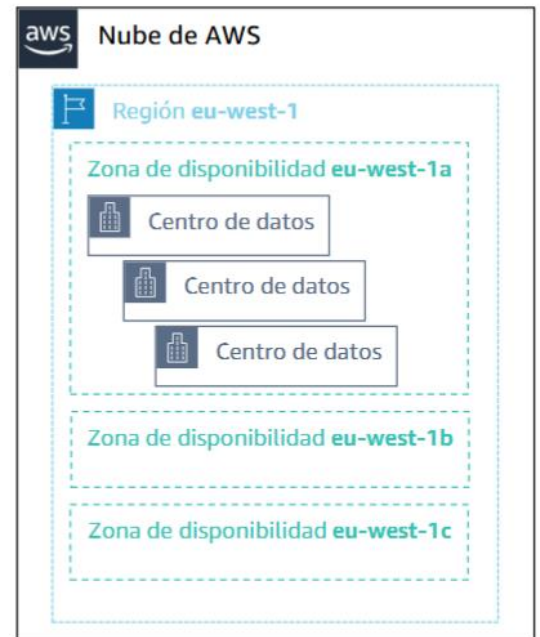 aws
Nube de AWS
Región eu-west-1
Zona de disponibilidad eu-west-1a
Centro de datos
Centro de datos
Centro de datos
Zona de disponibilidad eu-west-1b
Zona de disponibilidad eu-west-1c